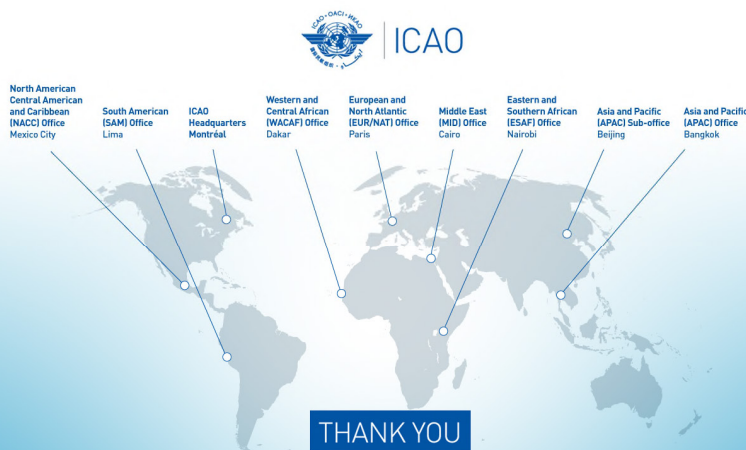 ICAO · OACI · ИКАО
ICAO
North American
Central American
and Caribbean
(NACC) Office
Mexico City
South American
(SAM) Office
Lima
ICAO
Headquarters
Montréal
Western and
Central African
(WACAF) Office
Dakar
European and
North Atlantic
(EUR/NAT) Office
Paris
Middle East
(MID) Office
Cairo
Eastern and
Southern African
(ESAF) Office
Nairobi
Asia and Pacific
(APAC) Sub-office
Beijing
Asia and Pacific
(APAC) Office
Bangkok
THANK YOU